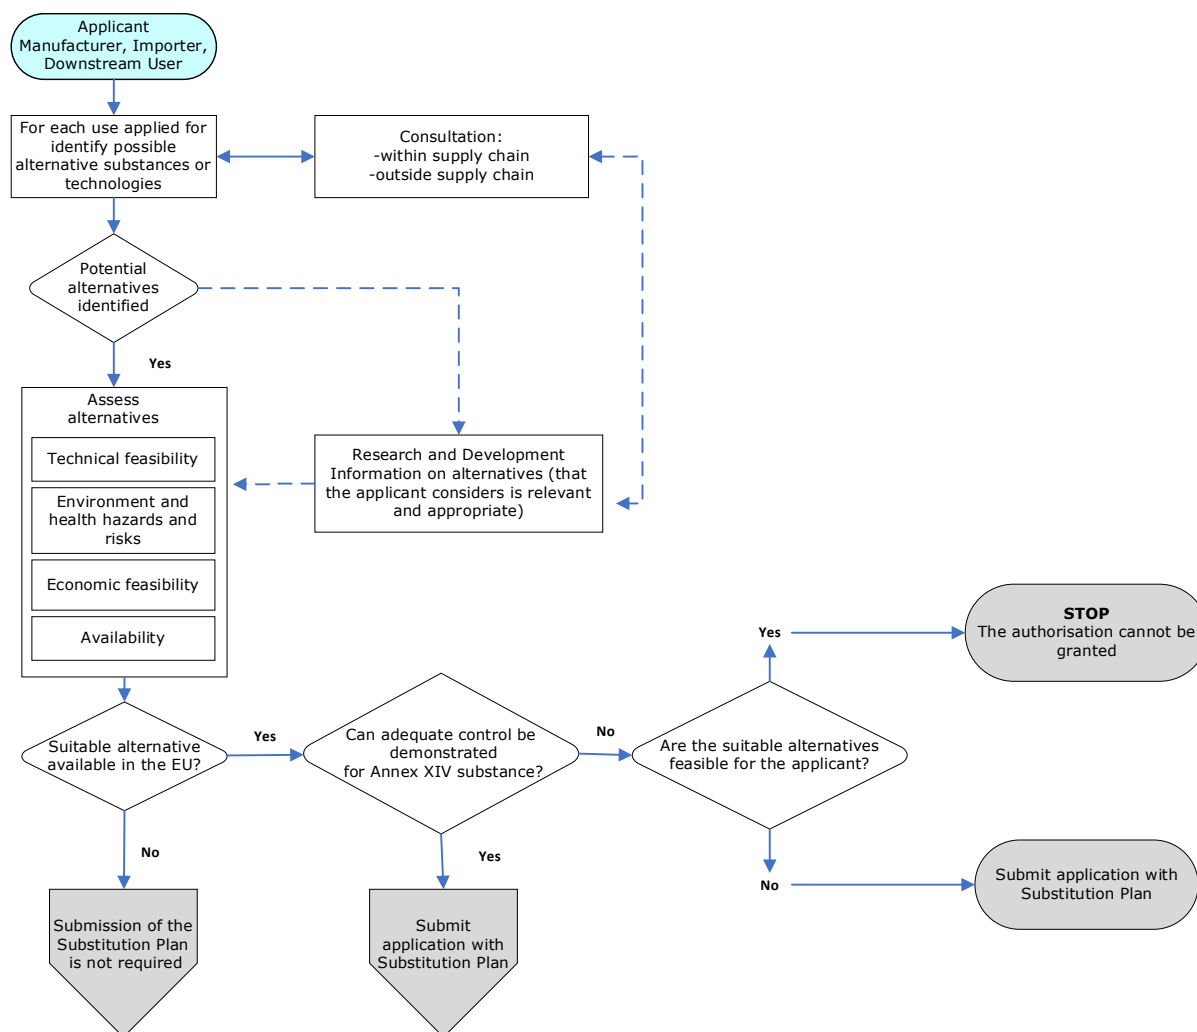 Applicant
Manufacturer, Importer,
Downstream User
For each use applied for
identify possible
alternative substances or
technologies
Consultation:
-within supply chain
-outside supply chain
Potential
alternatives
identified
Yes
Assess
alternatives
Technical feasibility
Environment and
health hazards and
risks
Economic feasibility
Availability
Research and Development
Information on alternatives (that
the applicant considers is relevant
and appropriate)
Suitable alternative
available in the EU?
Yes
No
Can adequate control be
demonstrated
for Annex XIV substance?
No
Yes
Are the suitable alternatives
feasible for the applicant?
Yes
No
STOP
The authorisation cannot be
granted
Submit application with
Substitution Plan
Submission of the
Substitution Plan
is not required
Submit
application with
Substitution Plan